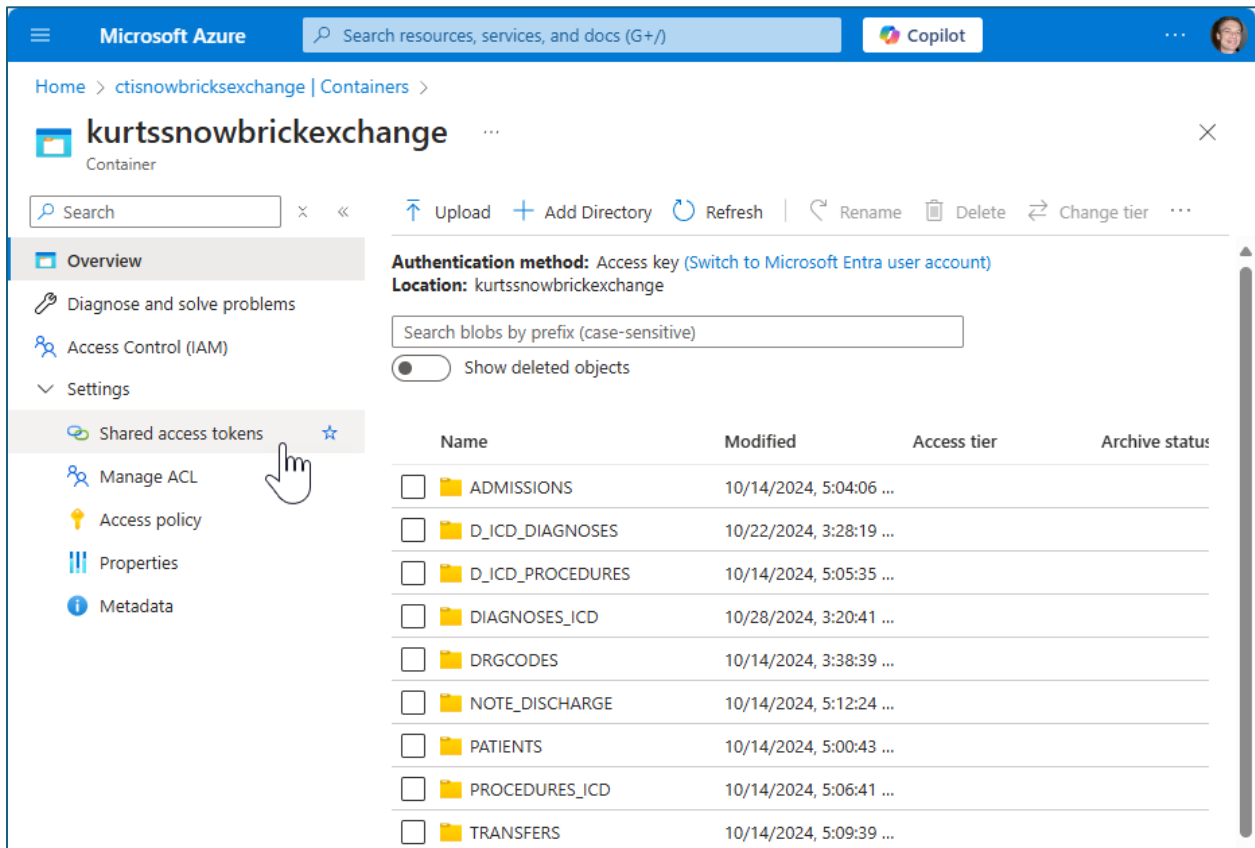 Microsoft Azure
Search resources, services, and docs (G+/)
Copilot
...
Home > ctisnowbricksexchange | Containers >
kurtssnowbrickexchange ...
Container
Search
Upload
Add Directory
Refresh
Rename
Delete
Change tier
...
Overview
Diagnose and solve problems
Access Control (IAM)
Settings
Shared access tokens
Manage ACL
Access policy
Properties
Metadata
Authentication method: Access key (Switch to Microsoft Entra user account)
Location: kurtssnowbrickexchange
Search blobs by prefix (case-sensitive)
Show deleted objects
Name Modified Access tier Archive status
ADMISSIONS 10/14/2024, 5:04:06 ...
D_ICD_DIAGNOSES 10/22/2024, 3:28:19 ...
D_ICD_PROCEDURES 10/14/2024, 5:05:35 ...
DIAGNOSES_ICD 10/28/2024, 3:20:41 ...
DRGCODES 10/14/2024, 3:38:39 ...
NOTE_DISCHARGE 10/14/2024, 5:12:24 ...
PATIENTS 10/14/2024, 5:00:43 ...
PROCEDURES_ICD 10/14/2024, 5:06:41 ...
TRANSFERS 10/14/2024, 5:09:39 ...